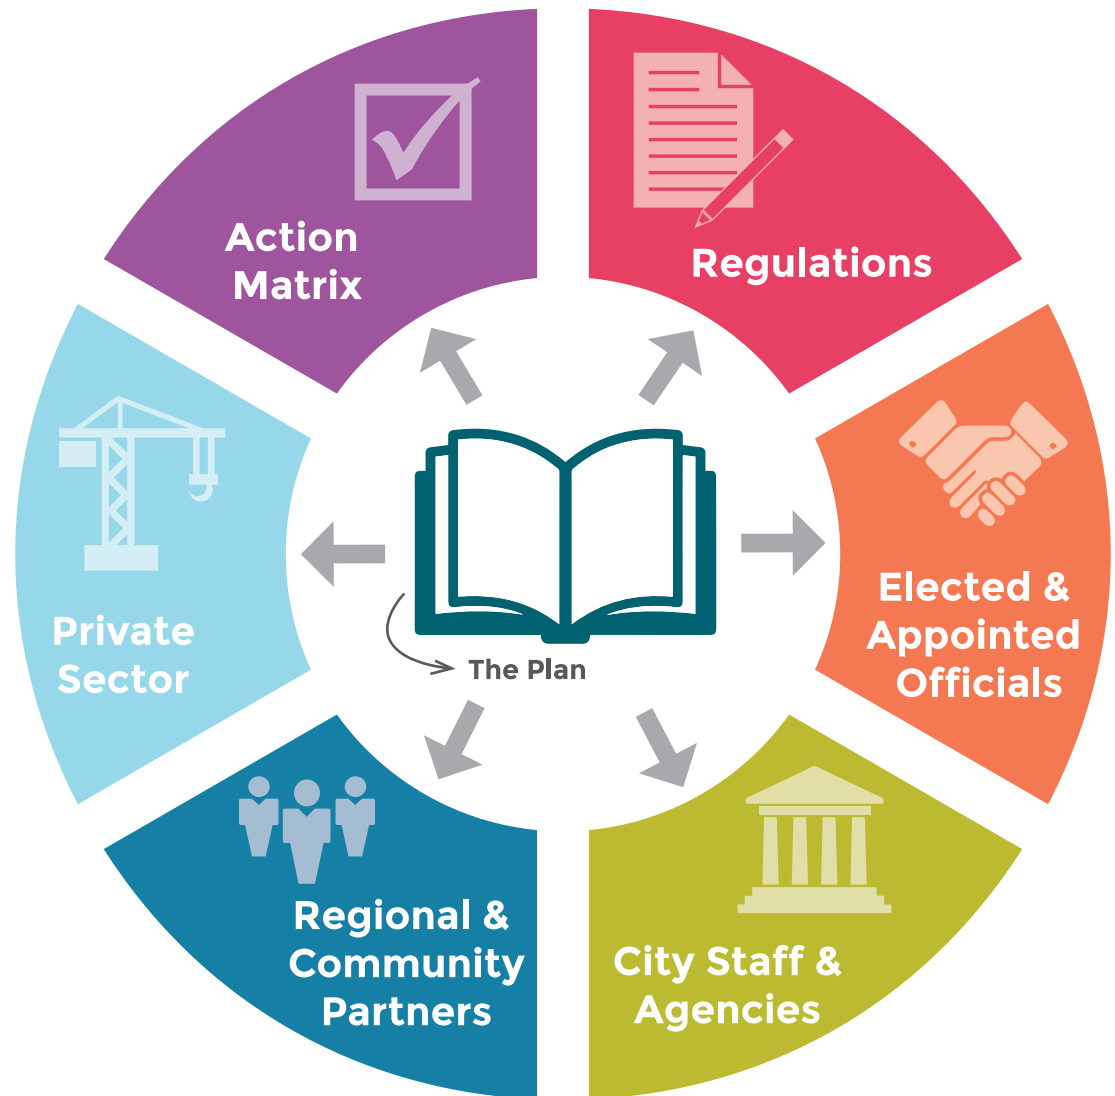 Action
Matrix
Regulations
Elected &
Appointed
Officials
City Staff &
Agencies
Regional &
Community
Partners
Private
Sector
The Plan